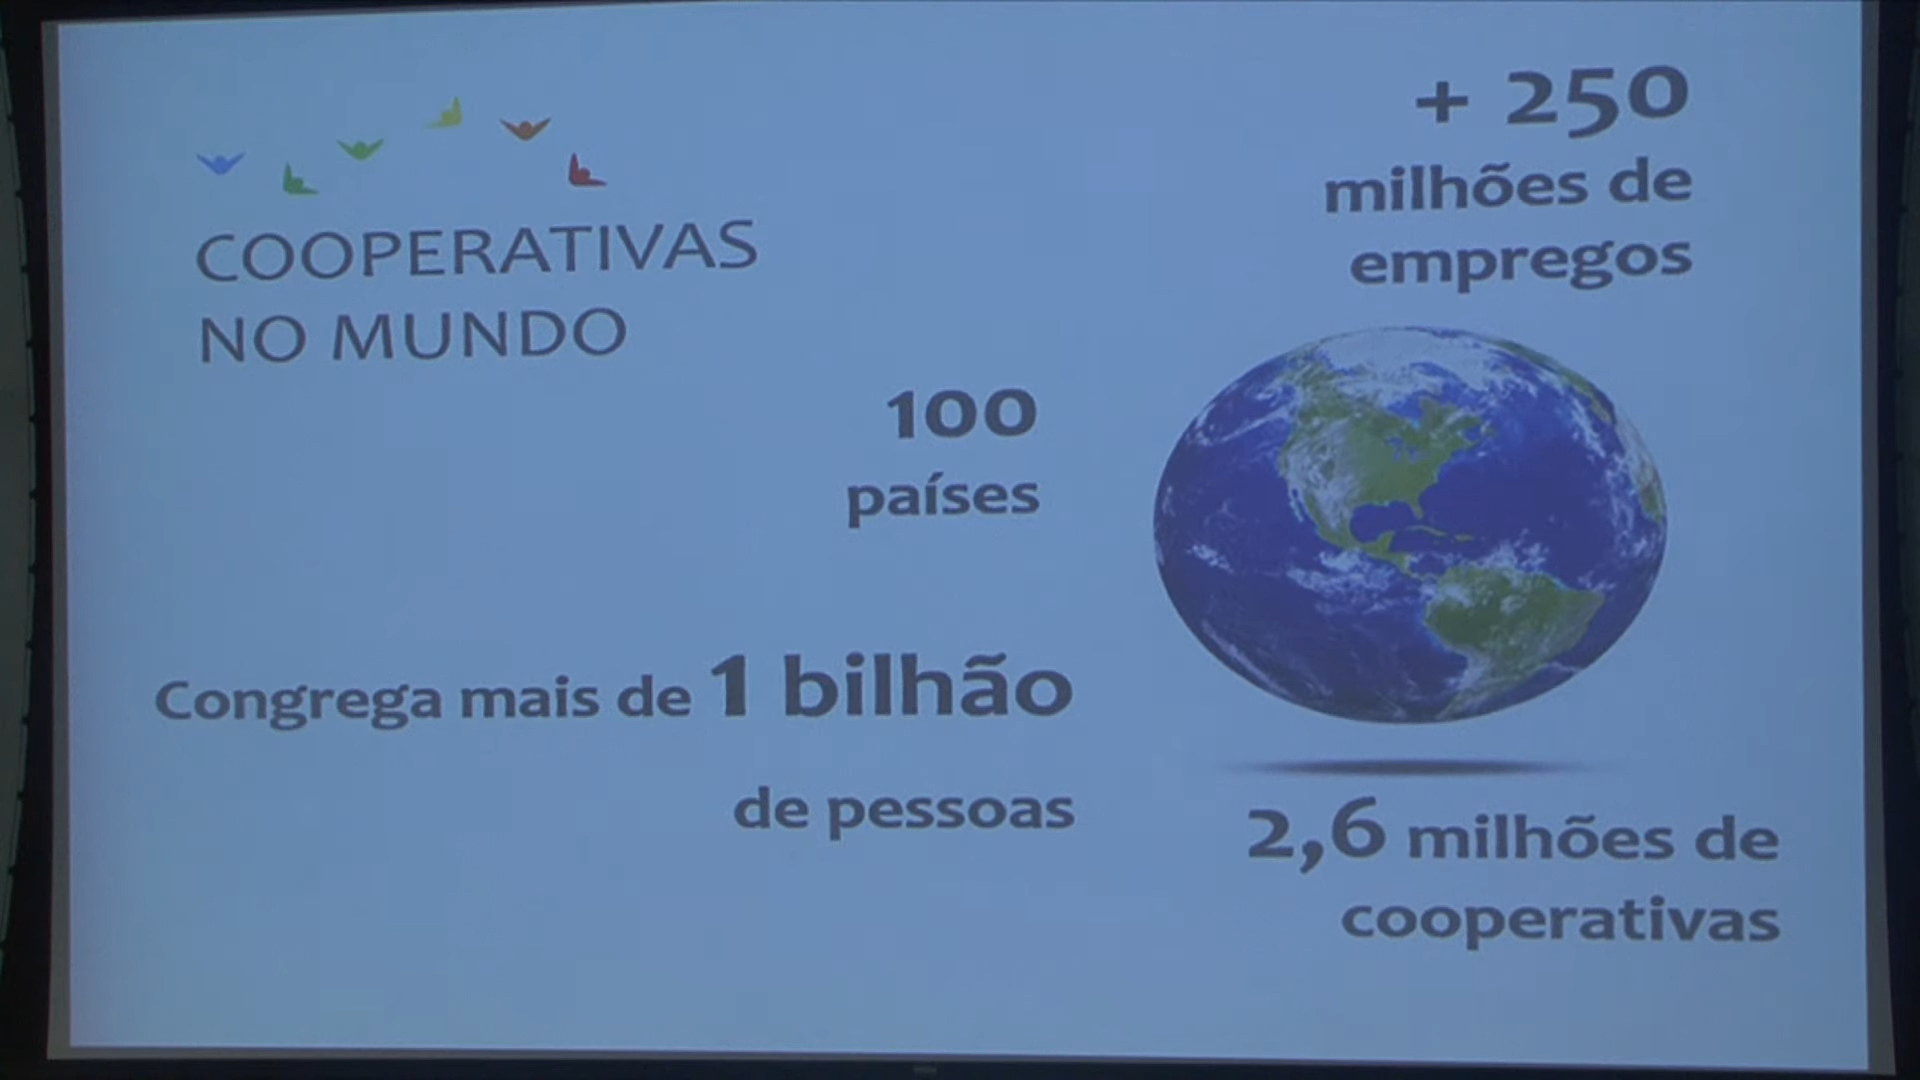 COOPERATIVAS
NO MUNDO
+ 250
milhões de
empregos
100
países
Congrega mais de 1 bilhão
de pessoas
2,6 milhões de
cooperativas